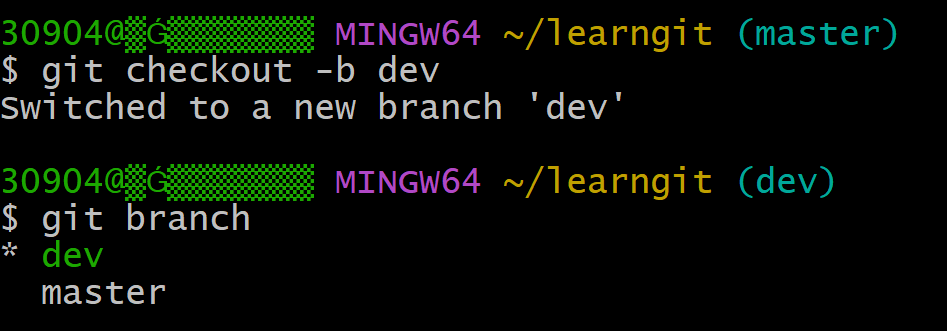 30904@▒Ǵ▒▒▒▒▒▒▒ MINGW64 ~/learngit (master)
$ git checkout -b dev
Switched to a new branch 'dev'
30904@▒Ǵ▒▒▒▒▒▒▒ MINGW64 ~/learngit (dev)
$ git branch
* dev
master